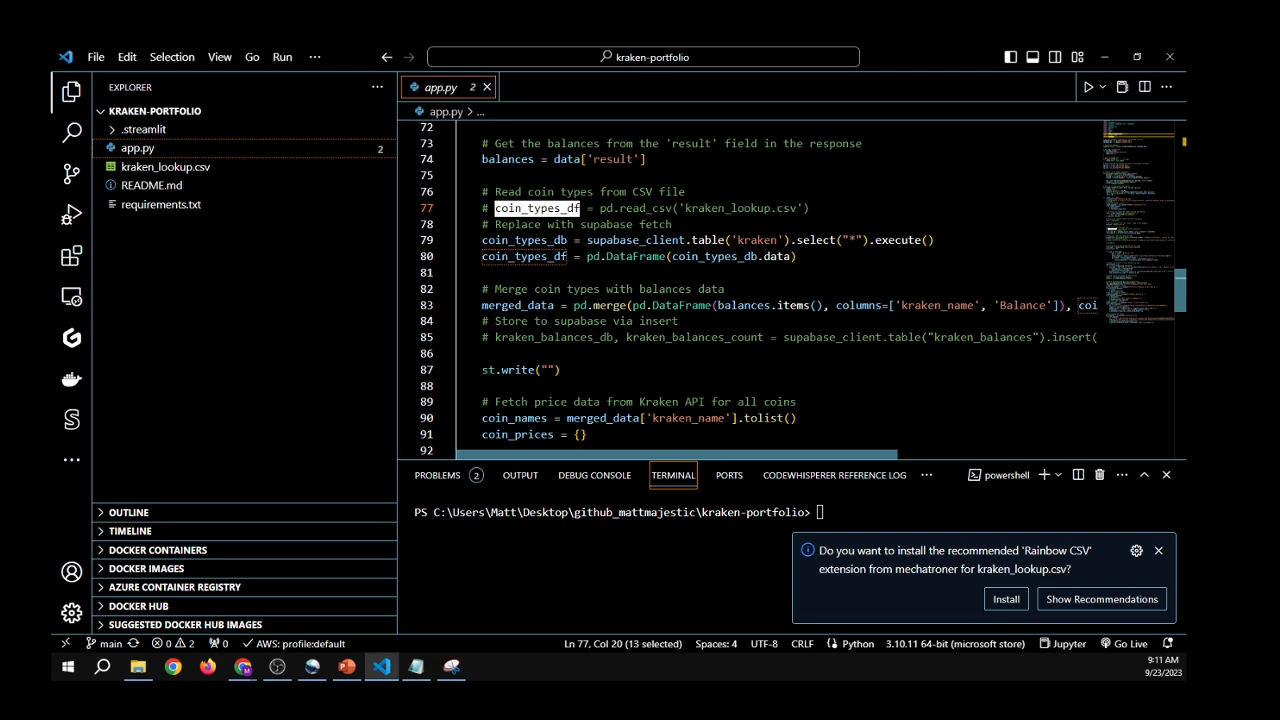 File Edit Selection View Go Run ··· kraken-portfolio
EXPLORER ···
KRAKEN-PORTFOLIO
.streamlit
app.py 2
kraken_lookup.csv
README.md
requirements.txt
OUTLINE
TIMELINE
DOCKER CONTAINERS
DOCKER IMAGES
AZURE CONTAINER REGISTRY
DOCKER HUB
SUGGESTED DOCKER HUB IMAGES
app.py 2
app.py > ...
72
73 # Get the balances from the 'result' field in the response
74 balances = data['result']
75
76 # Read coin types from CSV file
77 # coin_types_df = pd.read_csv('kraken_lookup.csv')
78 # Replace with supabase fetch
79 coin_types_db = supabase_client.table('kraken').select("*").execute()
80 coin_types_df = pd.DataFrame(coin_types_db.data)
81
82 # Merge coin types with balances data
83 merged_data = pd.merge(pd.DataFrame(balances.items(), columns=['kraken_name', 'Balance']), coi
84 # Store to supabase via insert
85 # kraken_balances_db, kraken_balances_count = supabase_client.table("kraken_balances").insert(
86
87 st.write("")
88
89 # Fetch price data from Kraken API for all coins
90 coin_names = merged_data['kraken_name'].tolist()
91 coin_prices = {}
92
PROBLEMS 2 OUTPUT DEBUG CONSOLE TERMINAL PORTS CODEWHISPERER REFERENCE LOG ··· powershell
PS C:\Users\Matt\Desktop\github_mattmajestic\kraken-portfolio>
Do you want to install the recommended 'Rainbow CSV'
extension from mechatroner for kraken_lookup.csv?
Install Show Recommendations
main 0 2 0 AWS: profile:default Ln 77, Col 20 (13 selected) Spaces: 4 UTF-8 CRLF Python 3.10.11 64-bit (microsoft store) Jupyter Go Live
9:11 AM
9/23/2023